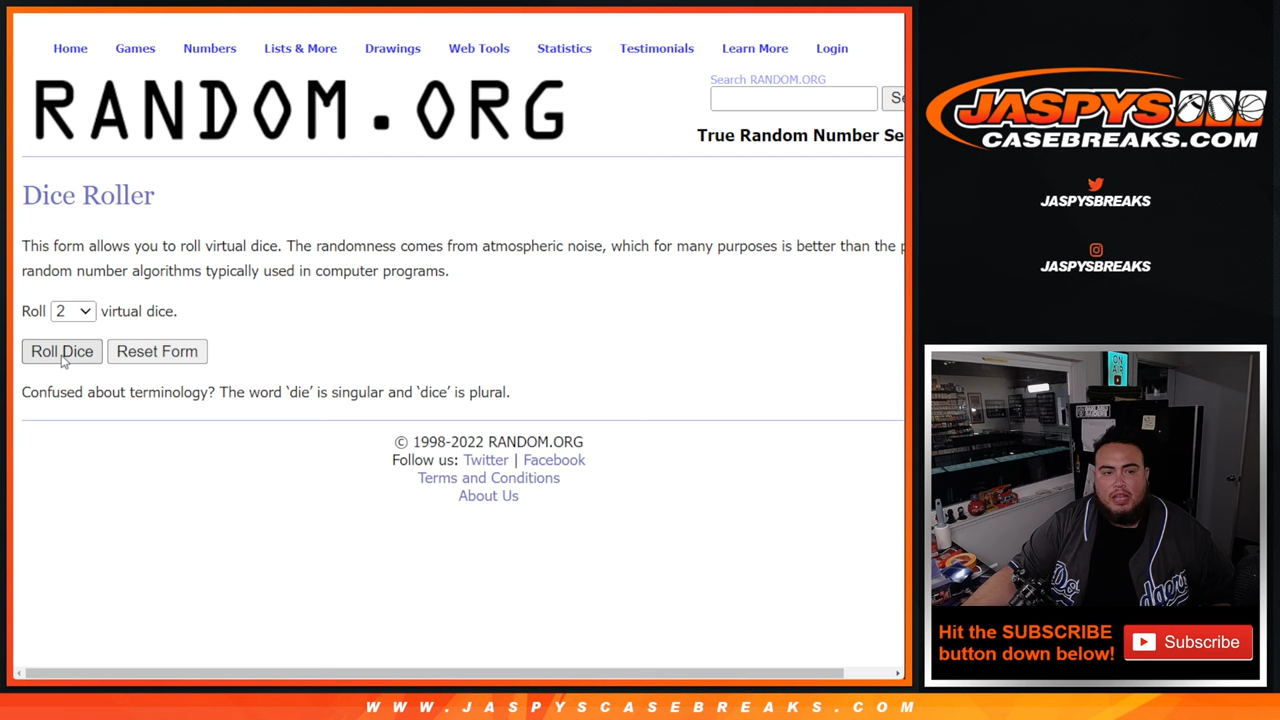 Home Games Numbers Lists & More Drawings Web Tools Statistics Testimonials Learn More Login
RANDOM.ORG
Search RANDOM.ORG
Se
True Random Number Se
Dice Roller
This form allows you to roll virtual dice. The randomness comes from atmospheric noise, which for many purposes is better than the p
random number algorithms typically used in computer programs.
Roll 2 virtual dice.
Roll Dice Reset Form
Confused about terminology? The word ‘die’ is singular and ‘dice’ is plural.
© 1998-2022 RANDOM.ORG
Follow us: Twitter | Facebook
Terms and Conditions
About Us
JASPYS
CASEBREAKS.COM
JASPYSBREAKS
JASPYSBREAKS
ON
AIR
Hit the SUBSCRIBE
button down below!
Subscribe
WWW.JASPYSCASEBREAKS.COM